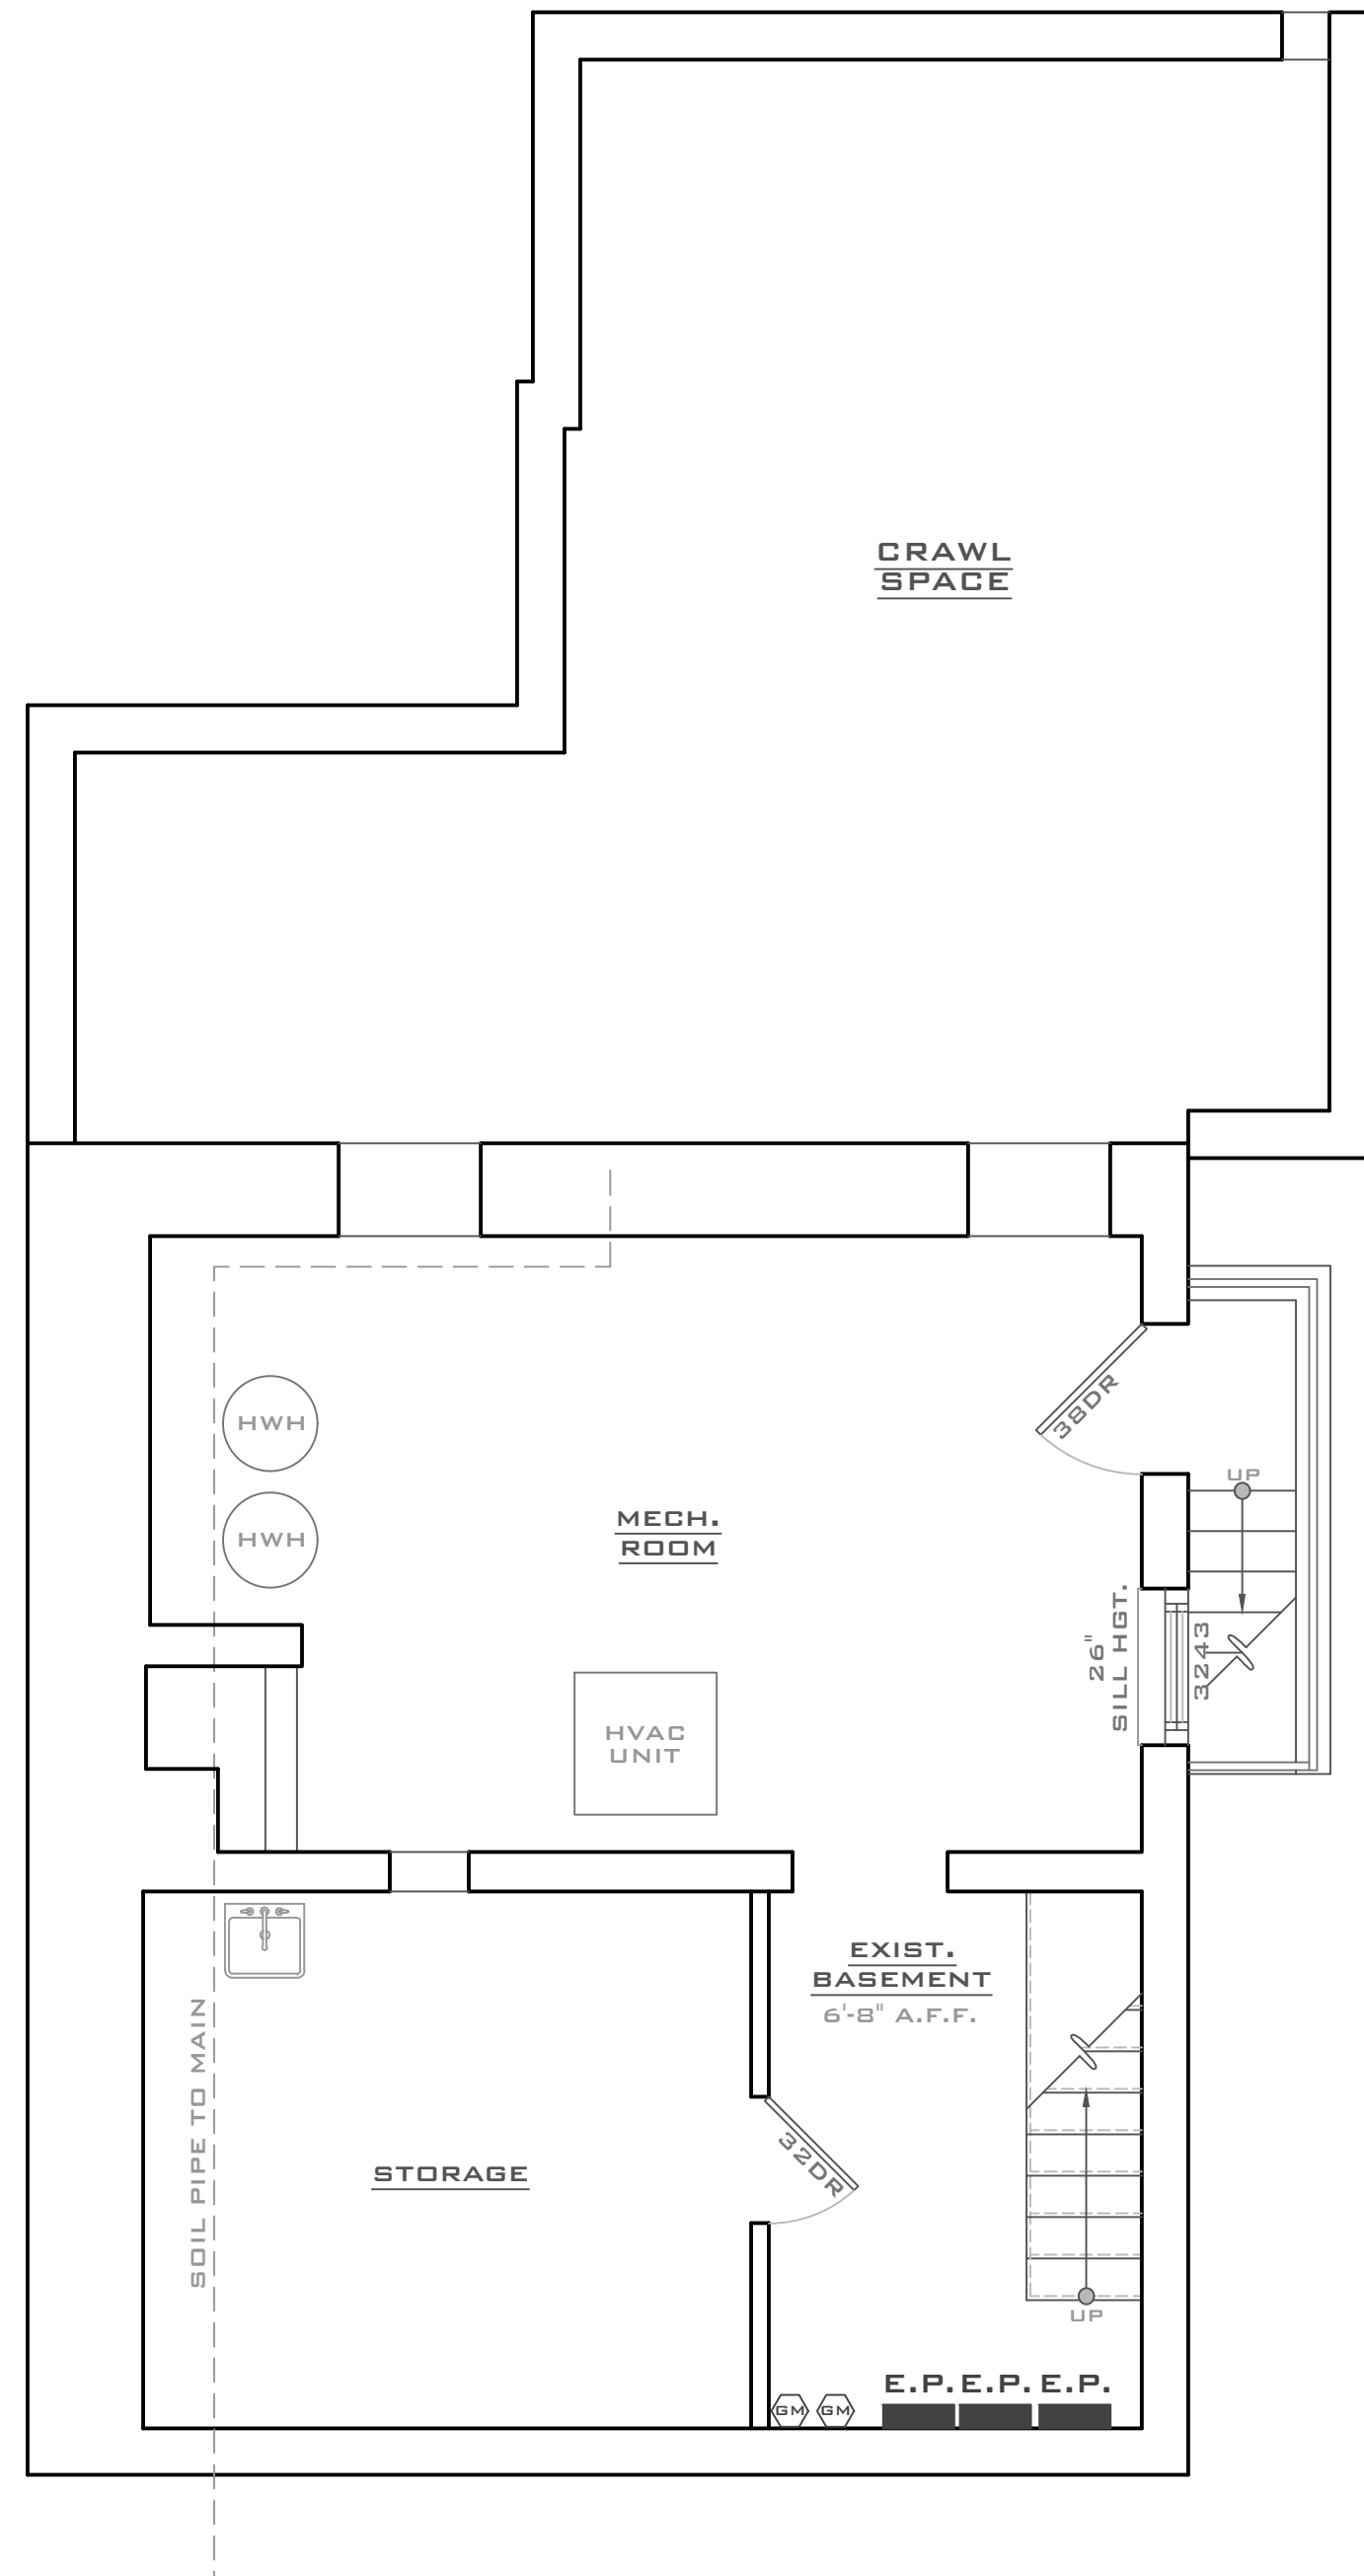 CRAWL
SPACE
38DR
HWH
UP
MECH.
ROOM
HWH
26"
SILL HGT.
3243
HVAC
UNIT
EXIST.
BASEMENT
6'-8" A.F.F.
SOIL PIPE TO MAIN
32DR
STORAGE
UP
E.P. E.P. E.P.
GM GM